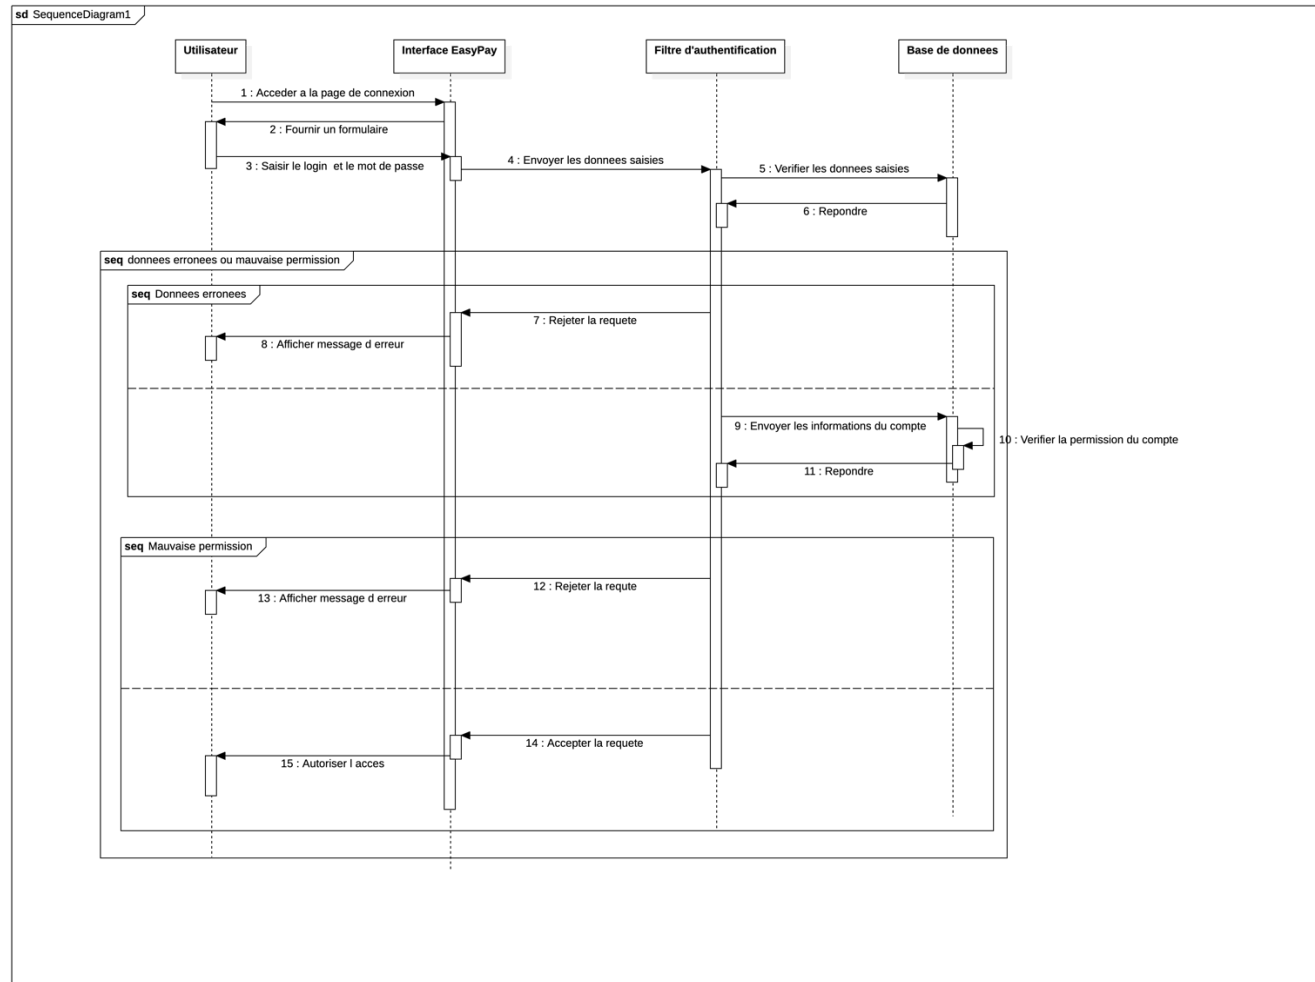 sd SequenceDiagram1
Utilisateur
Interface EasyPay
Filtre d'authentification
Base de donnees
1 : Acceder a la page de connexion
2 : Fournir un formulaire
3 : Saisir le login et le mot de passe
4 : Envoyer les donnees saisies
5 : Verifier les donnees saisies
6 : Repondre
seq donnees erronees ou mauvaise permission
seq Donnees erronees
7 : Rejeter la requete
8 : Afficher message d erreur
9 : Envoyer les informations du compte
10 : Verifier la permission du compte
11 : Repondre
seq Mauvaise permission
12 : Rejeter la requte
13 : Afficher message d erreur
14 : Accepter la requete
15 : Autoriser l acces